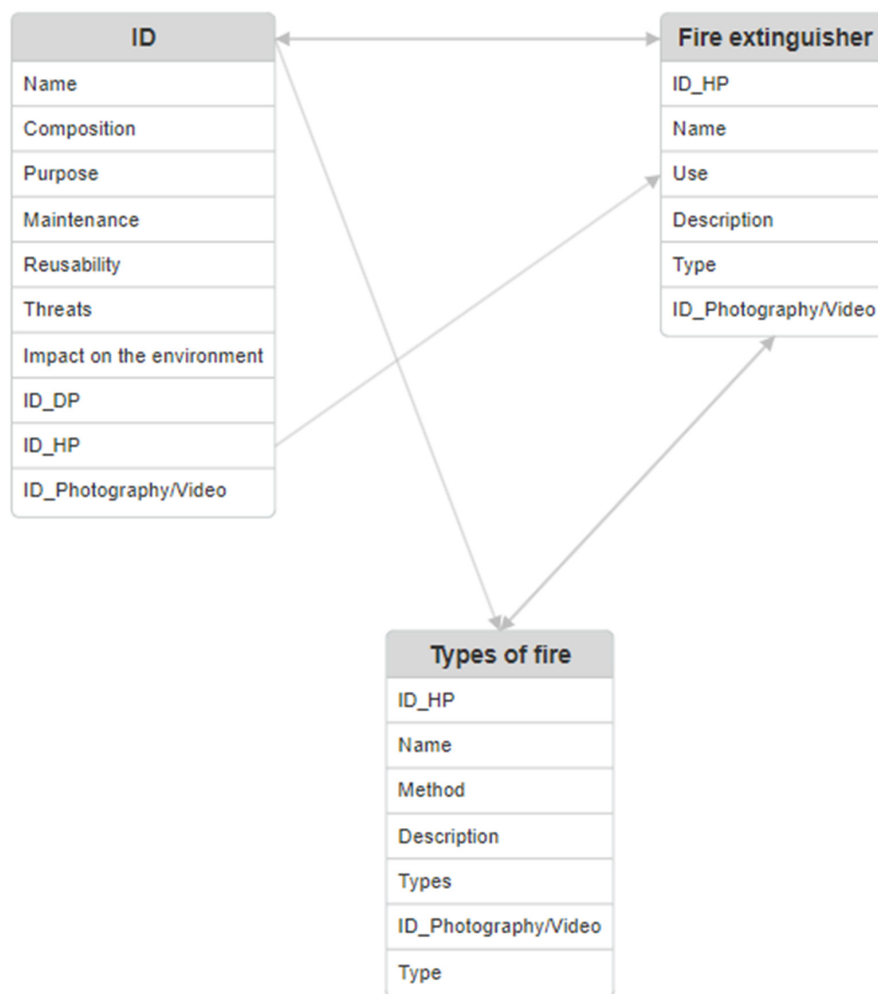 ID
Name
Composition
Purpose
Maintenance
Reusability
Threats
Impact on the environment
ID_DP
ID_HP
ID_Photography/Video
Fire extinguisher
ID_HP
Name
Use
Description
Type
ID_Photography/Video
Types of fire
ID_HP
Name
Method
Description
Types
ID_Photography/Video
Type